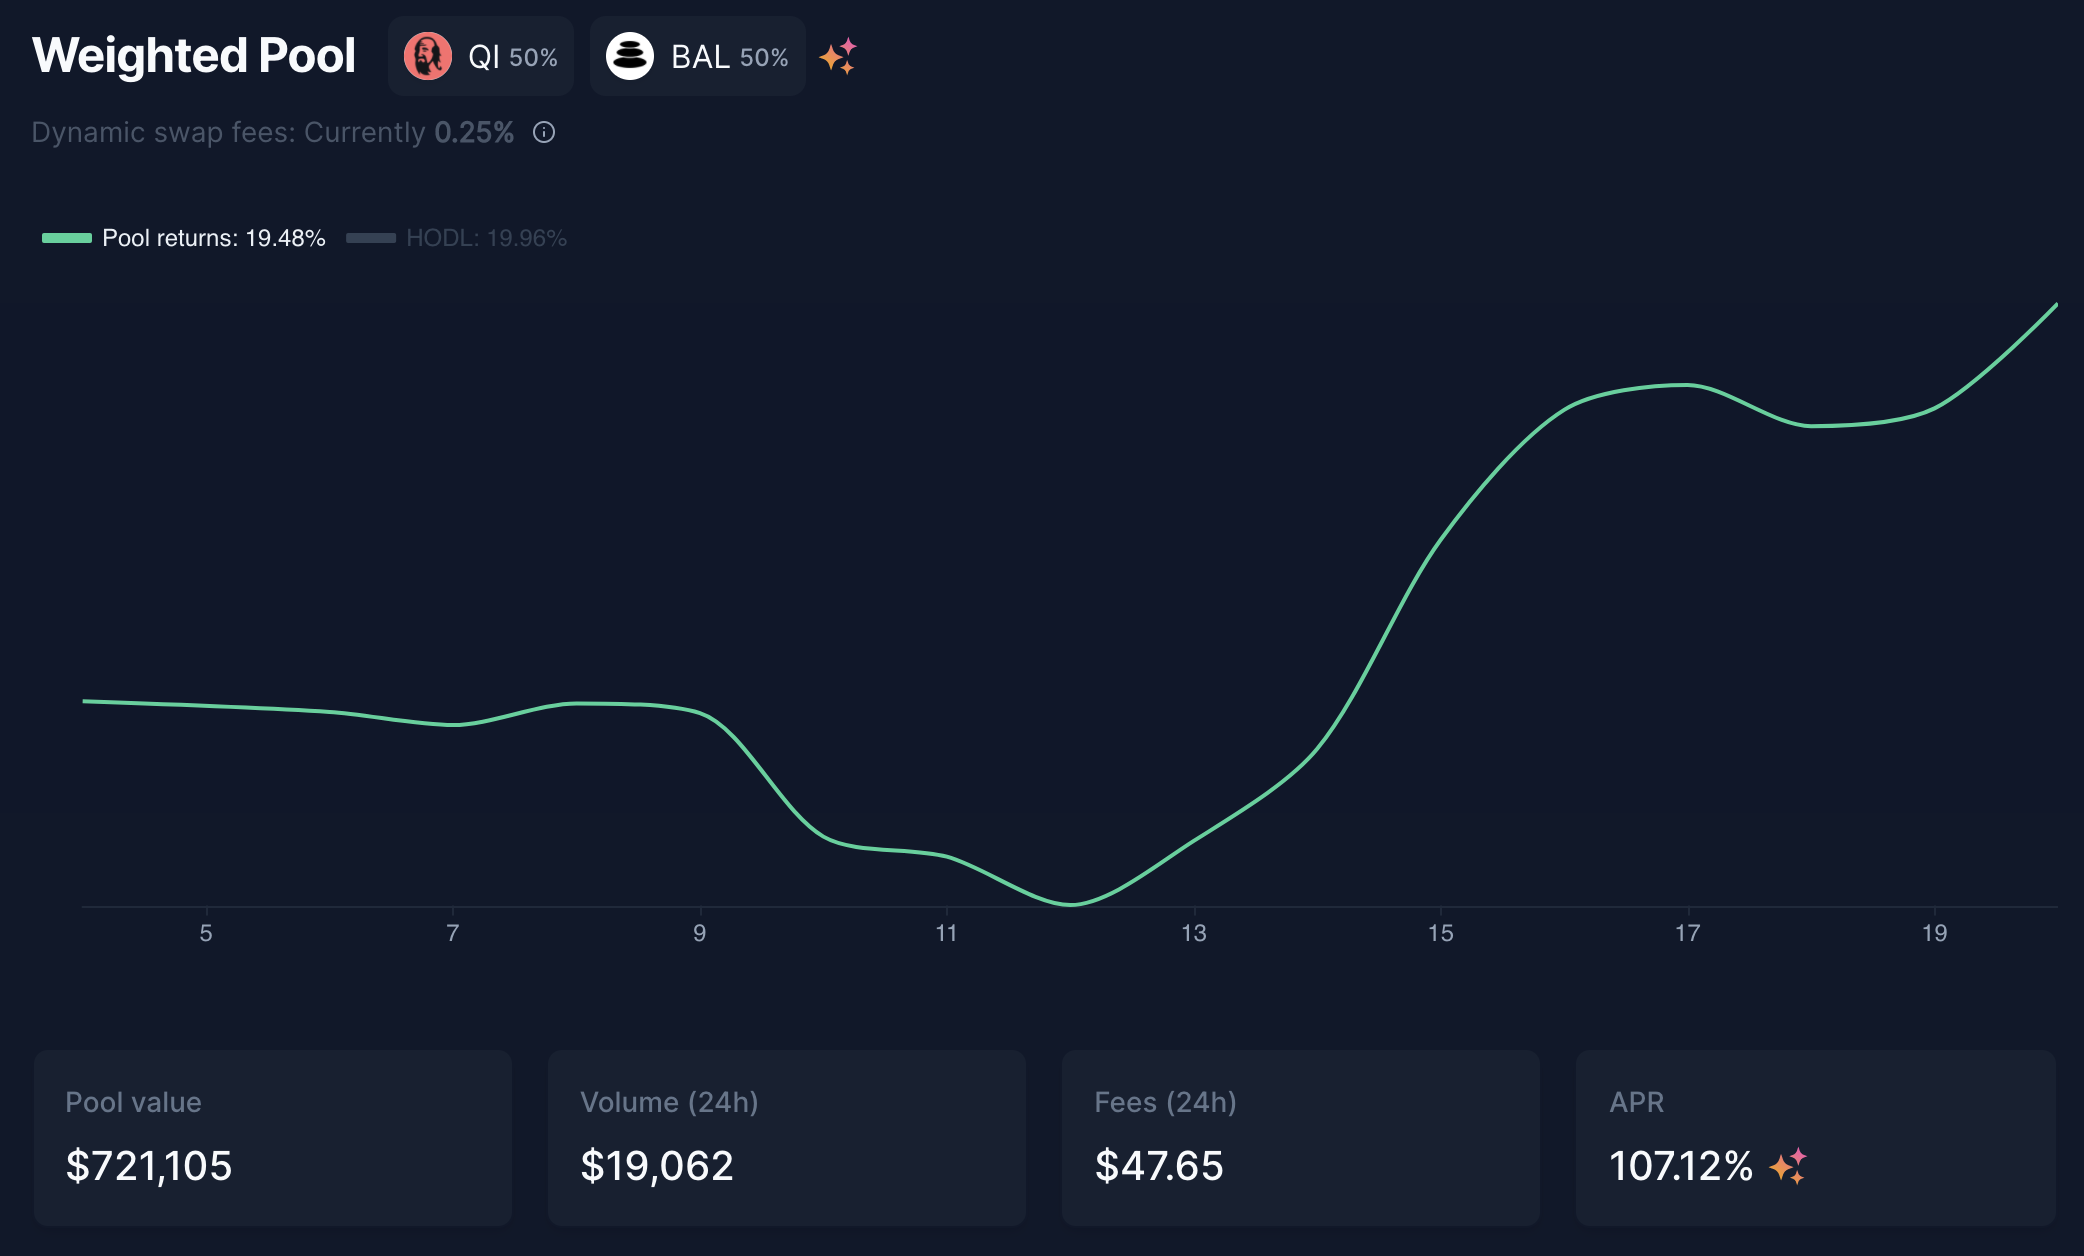 Weighted Pool QI 50% BAL 50%
Dynamic swap fees: Currently 0.25%
Pool returns: 19.48% HODL: 19.96%
5 7 9 11 13 15 17 19
Pool value Volume (24h) Fees (24h) APR
$721,105 $19,062 $47.65 107.12%